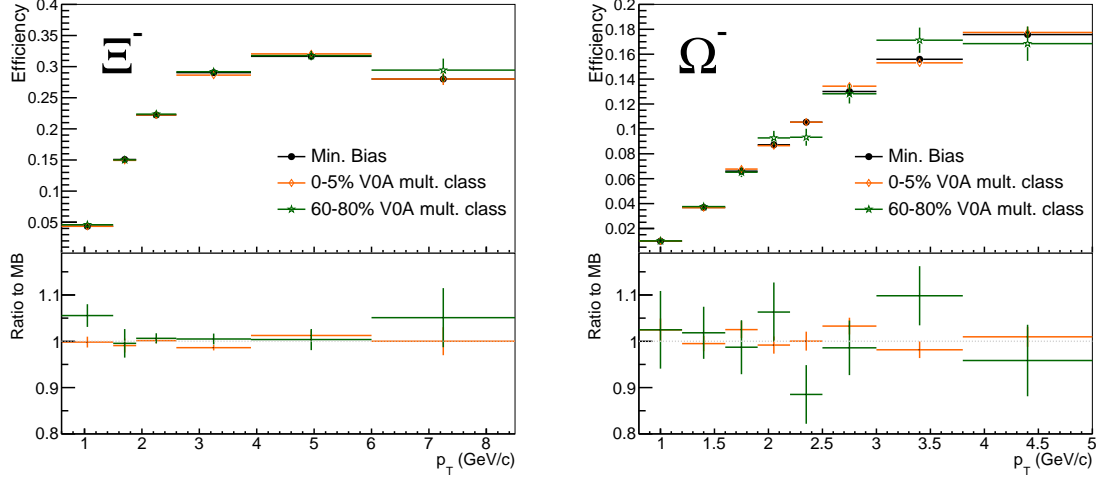 Efficiency
0.4
0.35
0.3
0.25
0.2
0.15
0.1
0.05
Ξ-
Min. Bias
0-5% V0A mult. class
60-80% V0A mult. class
Ratio to MB
1.1
1
0.9
0.8
1 2 3 4 5 6 7 8
p_T (GeV/c)
Efficiency
0.2
0.18
0.16
0.14
0.12
0.1
0.08
0.06
0.04
0.02
Ω-
Min. Bias
0-5% V0A mult. class
60-80% V0A mult. class
Ratio to MB
1.1
1
0.9
0.8
1 1.5 2 2.5 3 3.5 4 4.5 5
p_T (GeV/c)